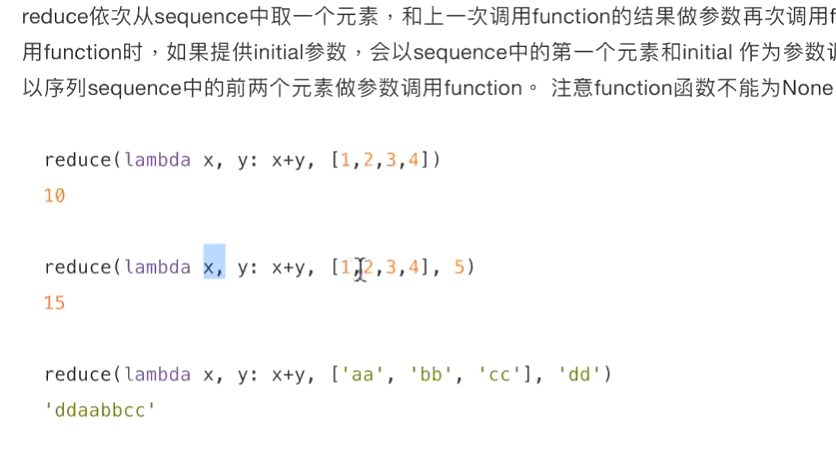 reduce依次从sequence中取一个元素，和上一次调用function的结果做参数再次调用f
用function时，如果提供initial参数，会以sequence中的第一个元素和initial 作为参数
以序列sequence中的前两个元素做参数调用function。 注意function函数不能为None
reduce(lambda x, y: x+y, [1,2,3,4])
10
reduce(lambda x, y: x+y, [1,2,3,4], 5)
15
reduce(lambda x, y: x+y, ['aa', 'bb', 'cc'], 'dd')
'ddaabbcc'